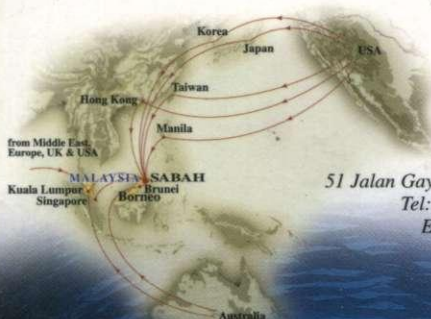 Korea
Japan
USA
Taiwan
Hong Kong
Manila
from Middle East,
Europe, UK & USA
MALAYSIA SABAH
Kuala Lumpur
Brunei
Singapore
Borneo
Australia
51 Jalan Gay
Tel:
E